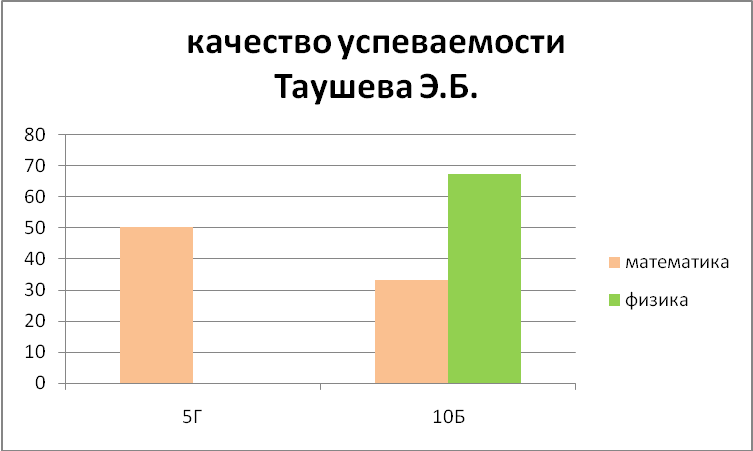 качество успеваемости
Таушева Э.Б.
80
70
60
50
40
30
20
10
0
5Г
10Б
математика
физика